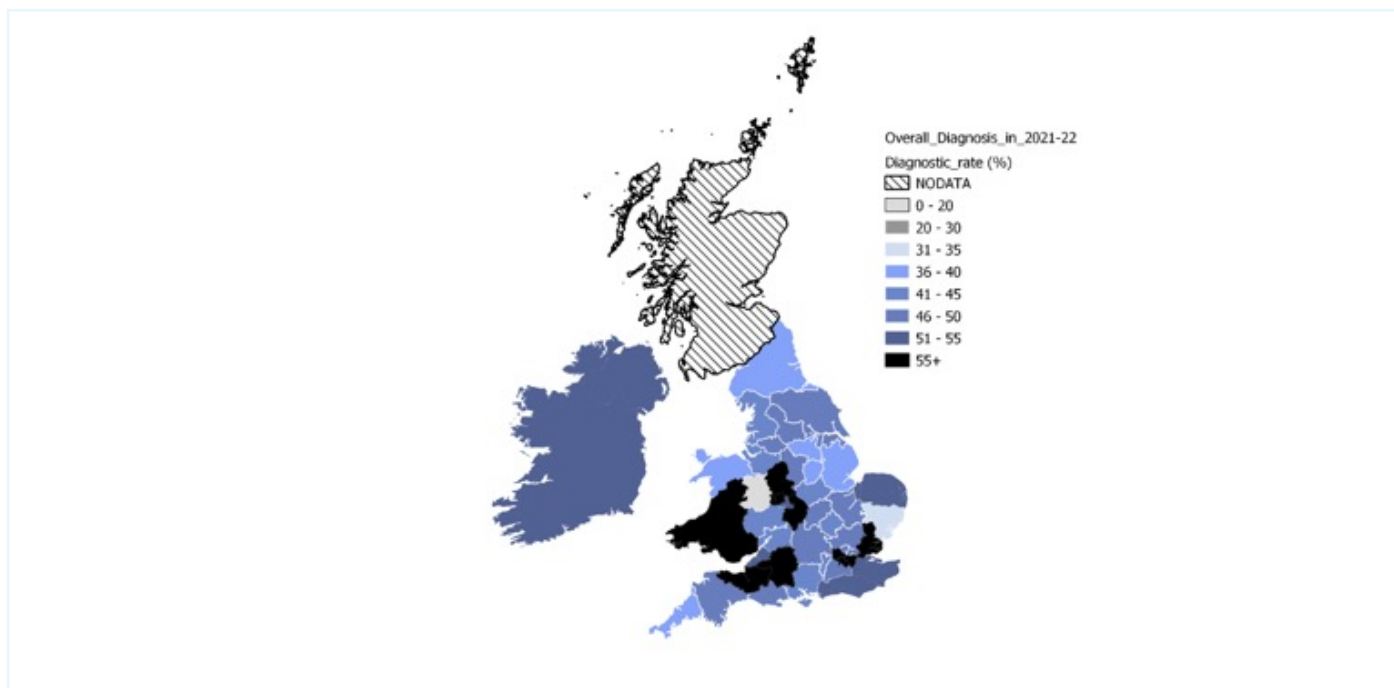 Overall_Diagnosis_in_2021-22
Diagnostic_rate (%)
NODATA
0 - 20
20 - 30
31 - 35
36 - 40
41 - 45
46 - 50
51 - 55
55+